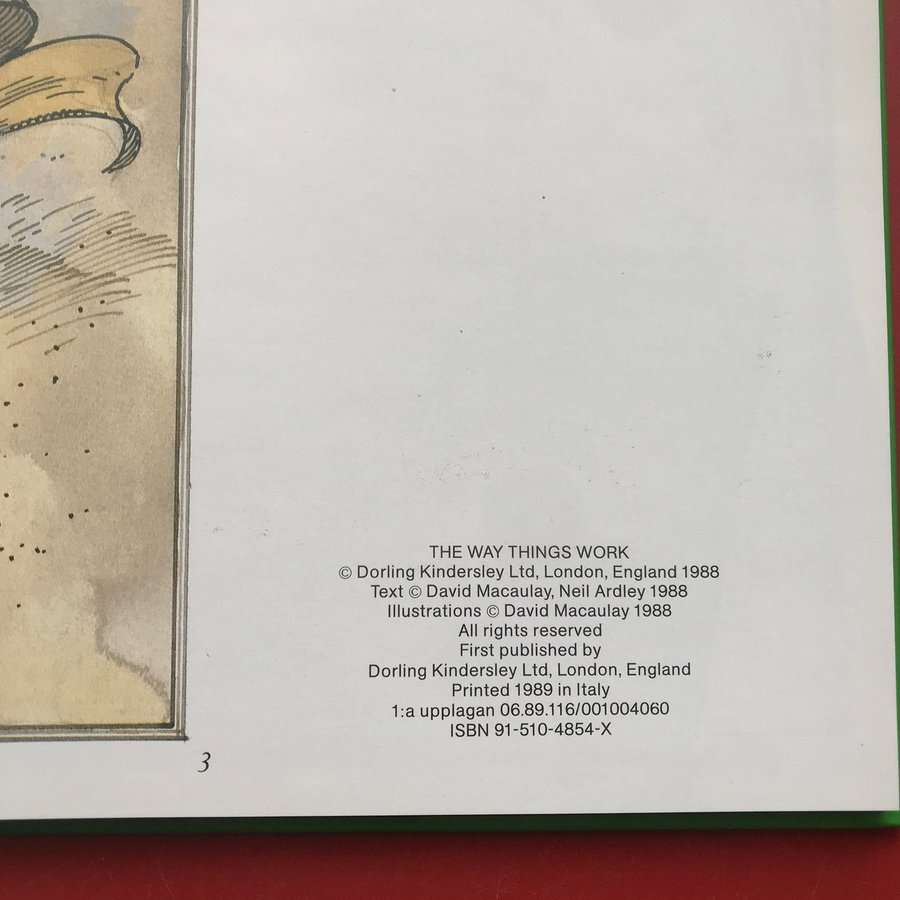 THE WAY THINGS WORK
© Dorling Kindersley Ltd, London, England 1988
Text © David Macaulay, Neil Ardley 1988
Illustrations © David Macaulay 1988
All rights reserved
First published by
Dorling Kindersley Ltd, London, England
Printed 1989 in Italy
1:a upplagan 06.89.116/001004060
ISBN 91-510-4854-X
3